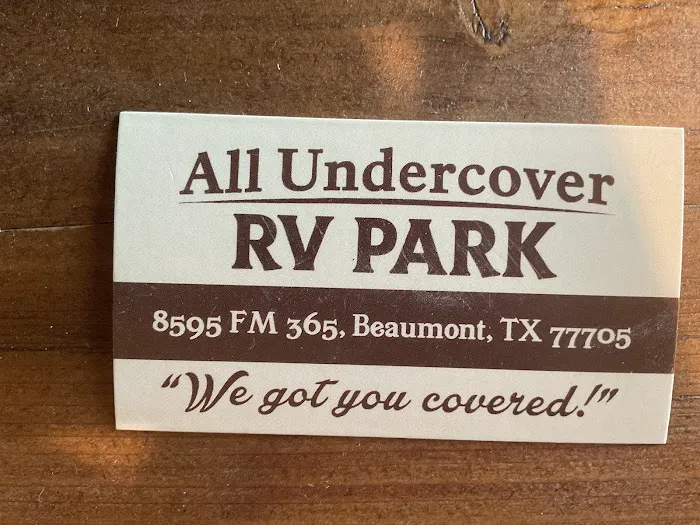 All Undercover
RV PARK
8595 FM 365, Beaumont, TX 77705
"We got you covered!"